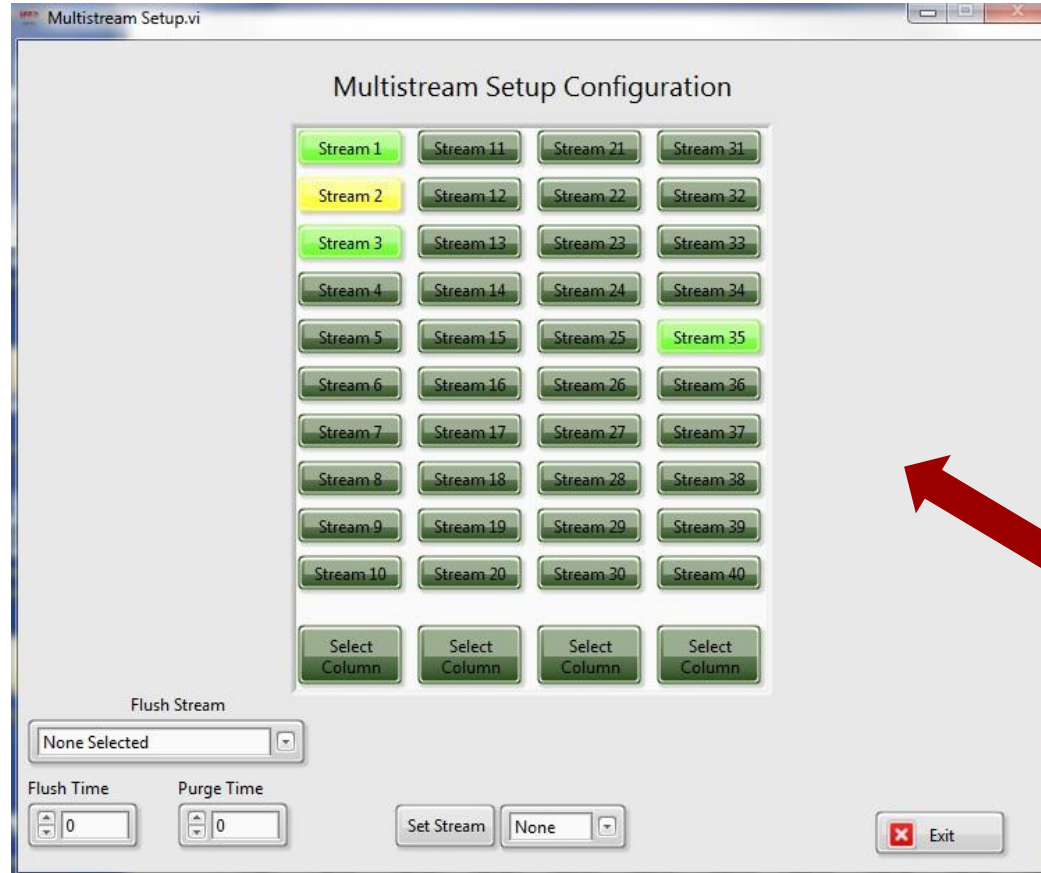 Multistream Setup.vi
Multistream Setup Configuration
Stream 1 Stream 11 Stream 21 Stream 31
Stream 2 Stream 12 Stream 22 Stream 32
Stream 3 Stream 13 Stream 23 Stream 33
Stream 4 Stream 14 Stream 24 Stream 34
Stream 5 Stream 15 Stream 25 Stream 35
Stream 6 Stream 16 Stream 26 Stream 36
Stream 7 Stream 17 Stream 27 Stream 37
Stream 8 Stream 18 Stream 28 Stream 38
Stream 9 Stream 19 Stream 29 Stream 39
Stream 10 Stream 20 Stream 30 Stream 40
Select Select Select Select
Column Column Column Column
Flush Stream
None Selected
Flush Time Purge Time
0 0 Set Stream None Exit